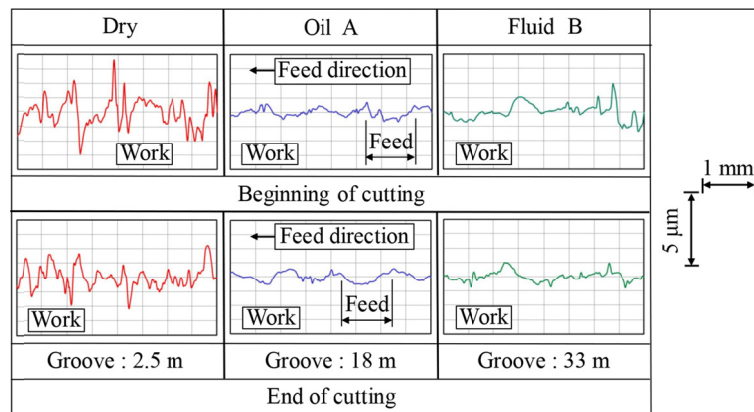 Dry
Oil A
Fluid B
Feed direction
Work
Work
Feed
Work
Beginning of cutting
Feed direction
Work
Work
Feed
Work
Groove : 2.5 m
Groove : 18 m
Groove : 33 m
End of cutting
1 mm
5 μm